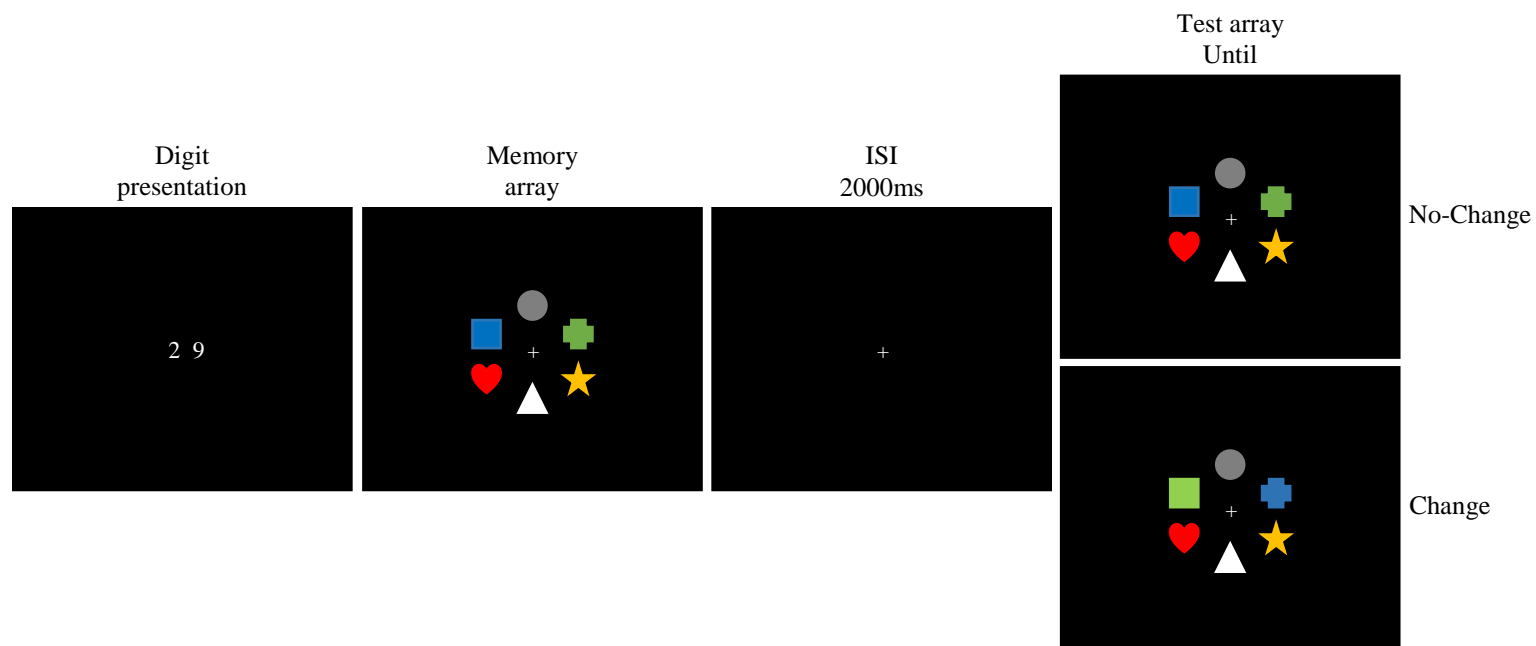 Digit
presentation
2 9
Memory
array
+
ISI
2000ms
+
Test array
Until
+
No-Change
+
Change